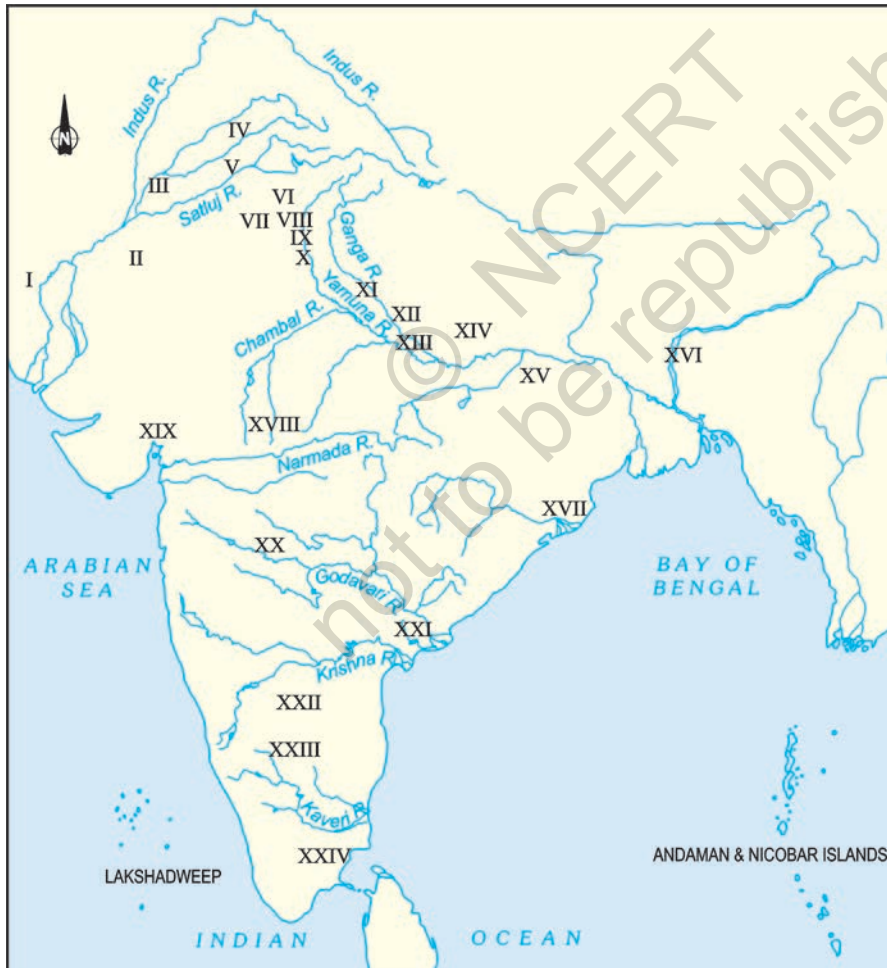 Indus R.
Indus R.
N
IV
V
III
Satluj R.
VI
VII
VIII
IX
X
II
I
Ganga R.
XI
Yamuna R.
XII
XIII
XIV
Chambal R.
XV
XVI
XVIII
XIX
Narmada R.
XVII
XX
ARABIAN
SEA
BAY OF
BENGAL
Godavari R.
XXI
Krishna R.
XXII
XXIII
Kaveri R.
XXIV
LAKSHADWEEP
ANDAMAN & NICOBAR ISLANDS
INDIAN OCEAN
© NCERT
not to be republish